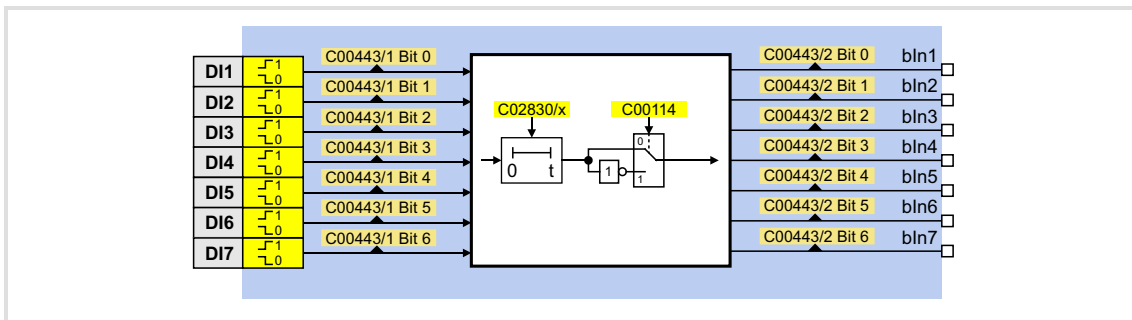 DI1 1 0 C00443/1 Bit 0 C00443/2 Bit 0 bIn1
DI2 1 0 C00443/1 Bit 1 C00443/2 Bit 1 bIn2
DI3 1 0 C00443/1 Bit 2 C00443/2 Bit 2 bIn3
C02830/x C00114
DI4 1 0 C00443/1 Bit 3 C00443/2 Bit 3 bIn4
0 t 1 0 1
DI5 1 0 C00443/1 Bit 4 C00443/2 Bit 4 bIn5
DI6 1 0 C00443/1 Bit 5 C00443/2 Bit 5 bIn6
DI7 1 0 C00443/1 Bit 6 C00443/2 Bit 6 bIn7